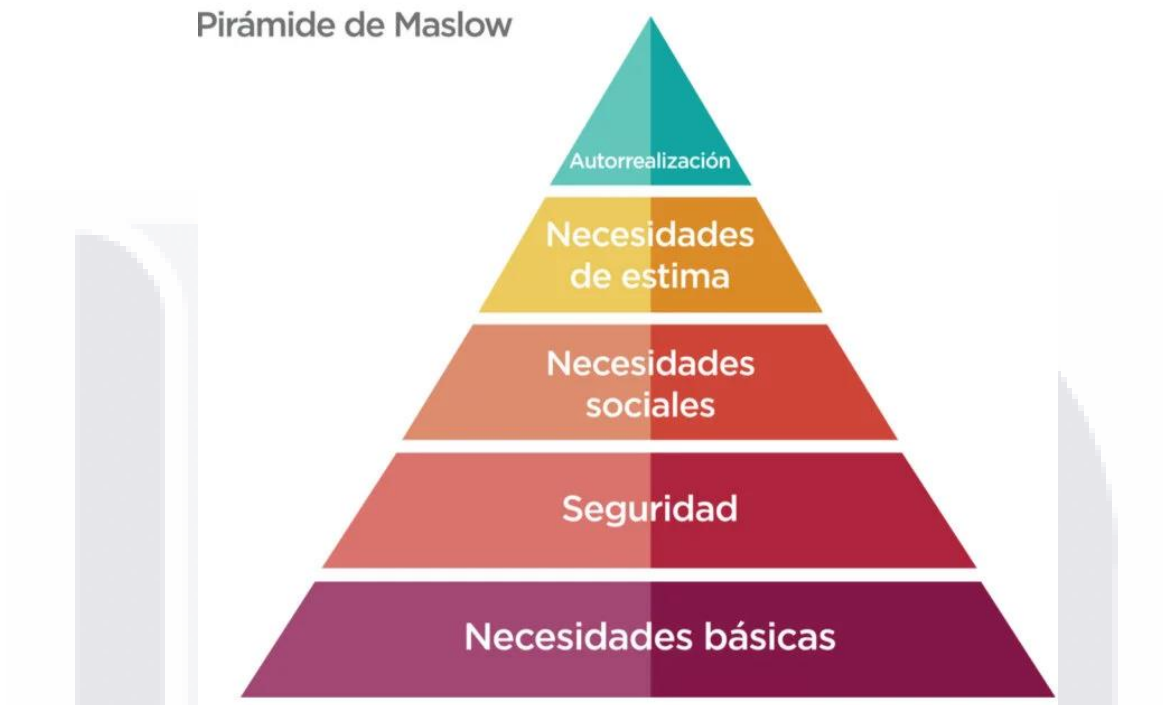 Pirámide de Maslow
Autorrealización
Necesidades
de estima
Necesidades
sociales
Seguridad
Necesidades básicas